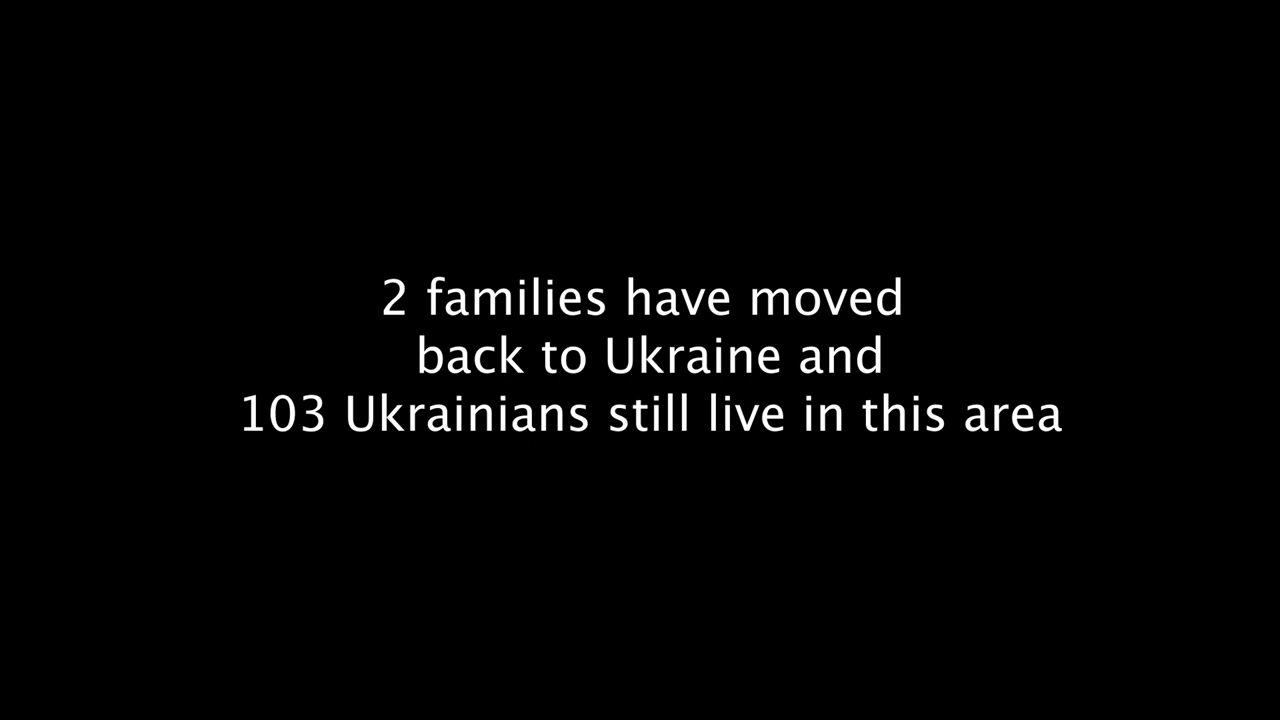 2 families have moved
back to Ukraine and
103 Ukrainians still live in this area